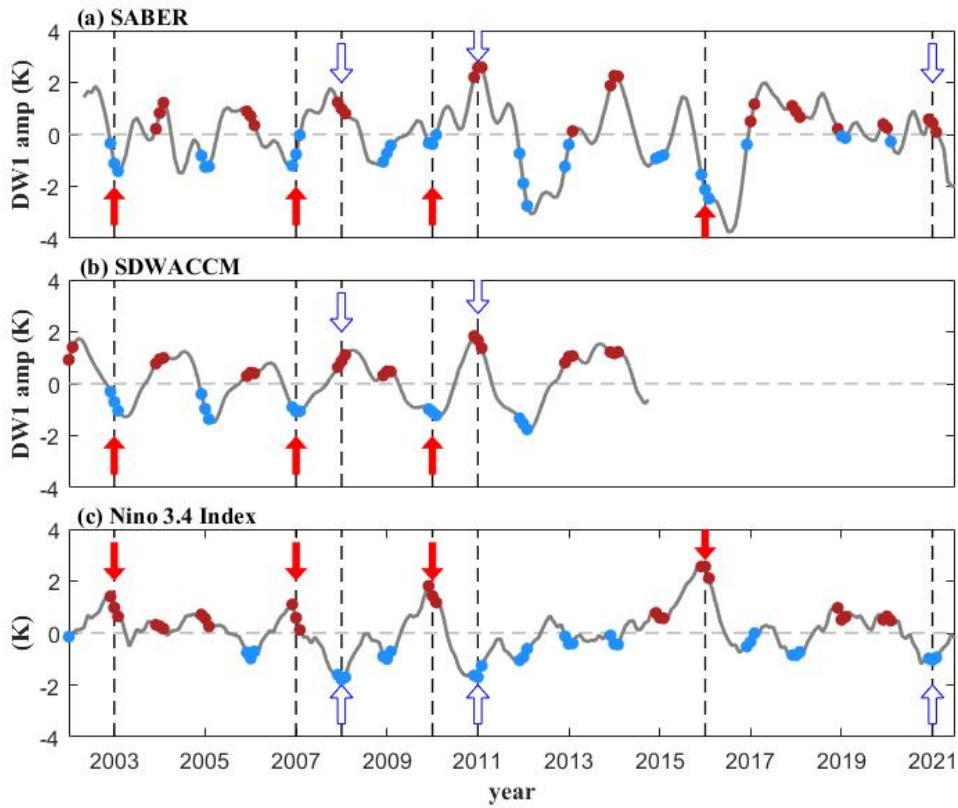 (a) SABER
4
2
0
-2
-4
DW1 amp (K)
(b) SDWACCM
4
2
0
-2
-4
DW1 amp (K)
(c) Nino 3.4 Index
4
2
0
-2
-4
(K)
2003 2005 2007 2009 2011 2013 2015 2017 2019 2021
year